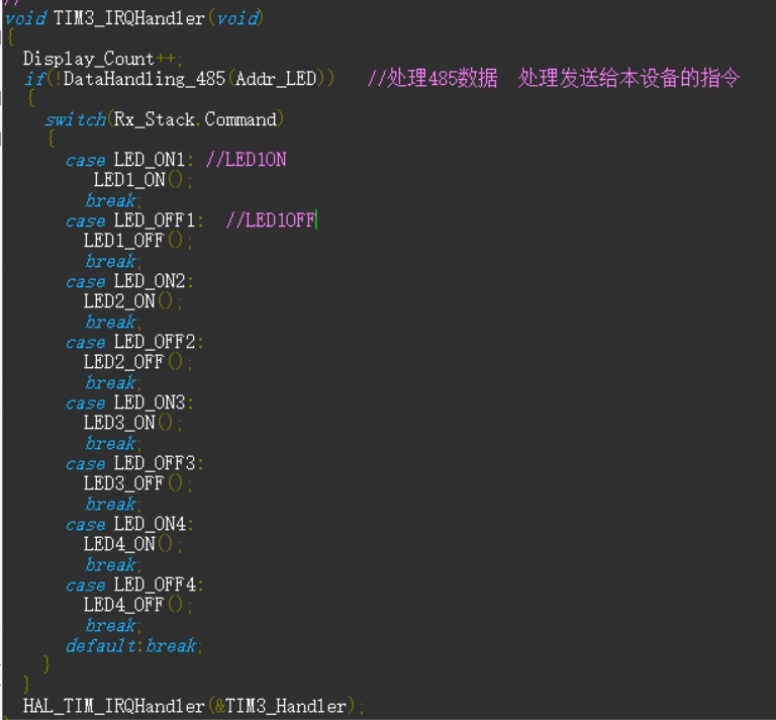 //
void TIM3_IRQHandler(void)
{
Display_Count++;
if(!DataHandling_485(Addr_LED)) //处理485数据 处理发送给本设备的指令
{
switch(Rx_Stack.Command)
{
case LED_ON1: //LED1ON
LED1_ON();
break;
case LED_OFF1: //LED1OFF
LED1_OFF();
break;
case LED_ON2:
LED2_ON();
break;
case LED_OFF2:
LED2_OFF();
break;
case LED_ON3:
LED3_ON();
break;
case LED_OFF3:
LED3_OFF();
break;
case LED_ON4:
LED4_ON();
break;
case LED_OFF4:
LED4_OFF();
break;
default:break;
}
}
HAL_TIM_IRQHandler(&TIM3_Handler);